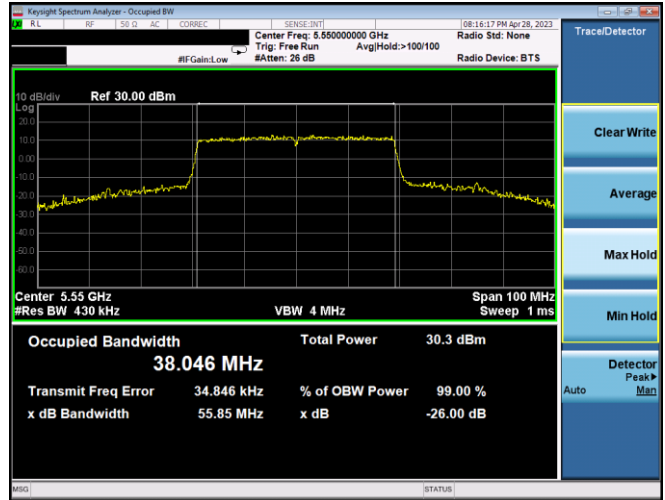 Keysight Spectrum Analyzer - Occupied BW
LXI RL RF 50 Ω AC CORREC SENSE:INT 08:16:17 PM Apr 28, 2023
Center Freq: 5.550000000 GHz Radio Std: None
Trig: Free Run Avg|Hold:>100/100
#IFGain:Low #Atten: 26 dB Radio Device: BTS
Trace/Detector
10 dB/div Ref 30.00 dBm
Log
20.0
10.0
0.00
-10.0
-20.0
-30.0
-40.0
-50.0
-60.0
Center 5.55 GHz Span 100 MHz
#Res BW 430 kHz VBW 4 MHz Sweep 1 ms
Occupied Bandwidth Total Power 30.3 dBm
38.046 MHz
Transmit Freq Error 34.846 kHz % of OBW Power 99.00 %
x dB Bandwidth 55.85 MHz x dB -26.00 dB
Clear Write
Average
Max Hold
Min Hold
Detector
Peak▶
Auto Man
MSG STATUS